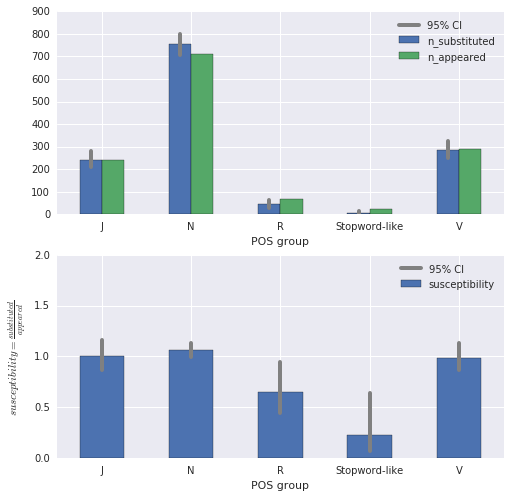 900
800
700
600
500
400
300
200
100
0
95% CI
n_substituted
n_appeared
J N R Stopword-like V
POS group
susceptibility = substituted / appeared
2.0
1.5
1.0
0.5
0.0
95% CI
susceptibility
J N R Stopword-like V
POS group